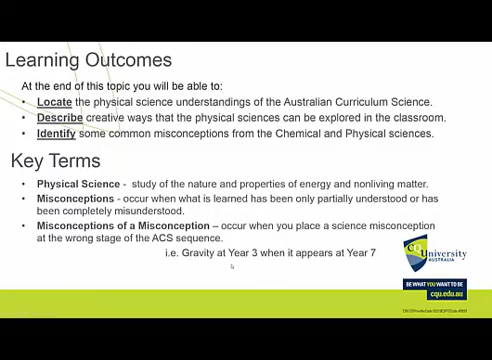 Learning Outcomes
At the end of this topic you will be able to:
• Locate the physical science understandings of the Australian Curriculum Science.
• Describe creative ways that the physical sciences can be explored in the classroom.
• Identify some common misconceptions from the Chemical and Physical sciences.
Key Terms
• Physical Science - study of the nature and properties of energy and nonliving matter.
• Misconceptions - occur when what is learned has been only partially understood or has
been completely misunderstood.
• Misconceptions of a Misconception – occur when you place a science misconception
at the wrong stage of the ACS sequence.
i.e. Gravity at Year 3 when it appears at Year 7
CQUniversity
AUSTRALIA
BE WHAT YOU WANT TO BE
cqu.edu.au